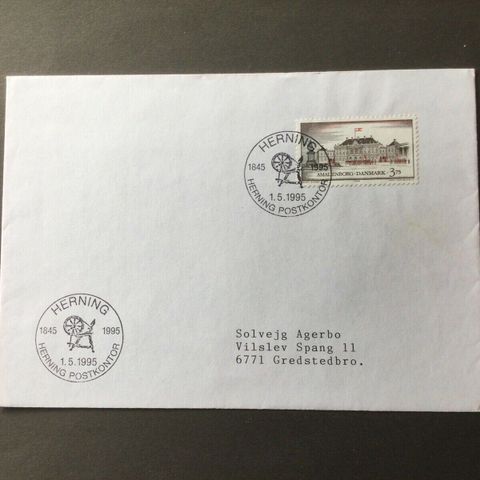 HERNING
1845 1995
1.5.1995
HERNING POSTKONTOR
AMALIENBORG · DANMARK 3.75
HERNING
1845 1995
1.5.1995
HERNING POSTKONTOR
Solvejg Agerbo
Vilslev Spang 11
6771 Gredstedbro.